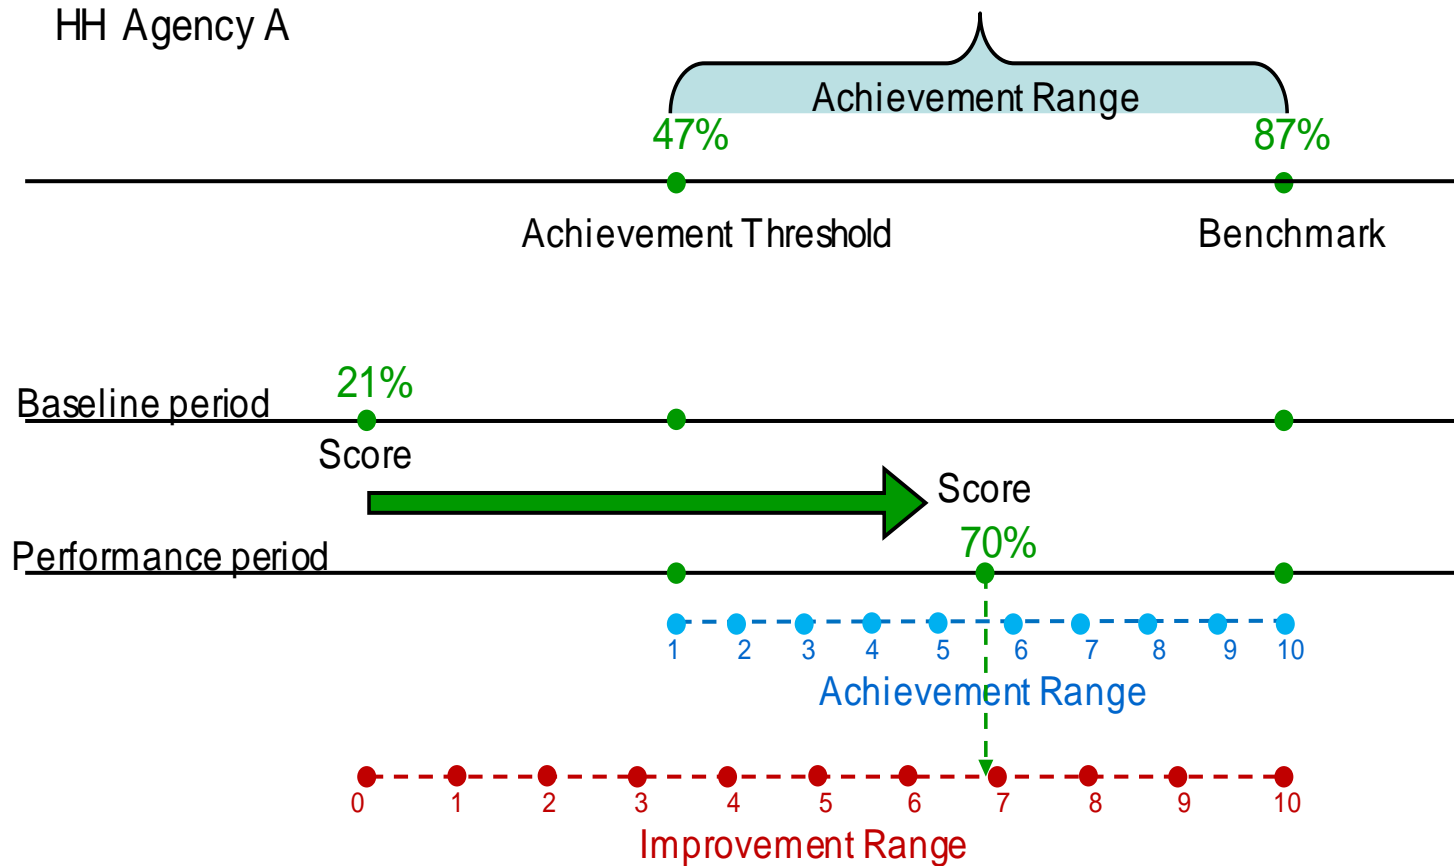 HH Agency A
Achievement Range
47%
87%
Achievement Threshold
Benchmark
21%
Baseline period
Score
Score
70%
Performance period
1 2 3 4 5 6 7 8 9 10
Achievement Range
0 1 2 3 4 5 6 7 8 9 10
Improvement Range